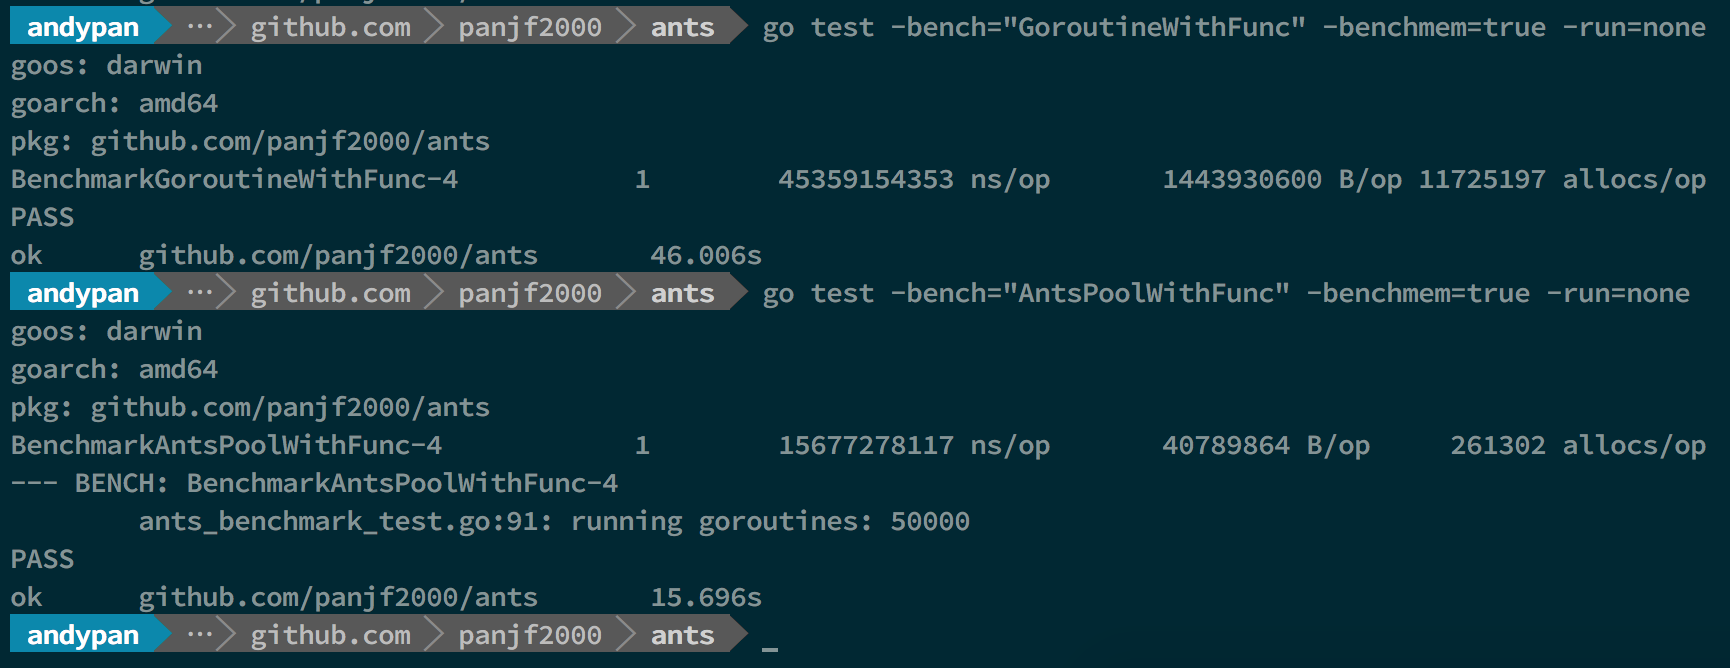 andypan ··· github.com panjf2000 ants go test -bench="GoroutineWithFunc" -benchmem=true -run=none
goos: darwin
goarch: amd64
pkg: github.com/panjf2000/ants
BenchmarkGoroutineWithFunc-4 1 45359154353 ns/op 1443930600 B/op 11725197 allocs/op
PASS
ok github.com/panjf2000/ants 46.006s
andypan ··· github.com panjf2000 ants go test -bench="AntsPoolWithFunc" -benchmem=true -run=none
goos: darwin
goarch: amd64
pkg: github.com/panjf2000/ants
BenchmarkAntsPoolWithFunc-4 1 15677278117 ns/op 40789864 B/op 261302 allocs/op
--- BENCH: BenchmarkAntsPoolWithFunc-4
ants_benchmark_test.go:91: running goroutines: 50000
PASS
ok github.com/panjf2000/ants 15.696s
andypan ··· github.com panjf2000 ants _